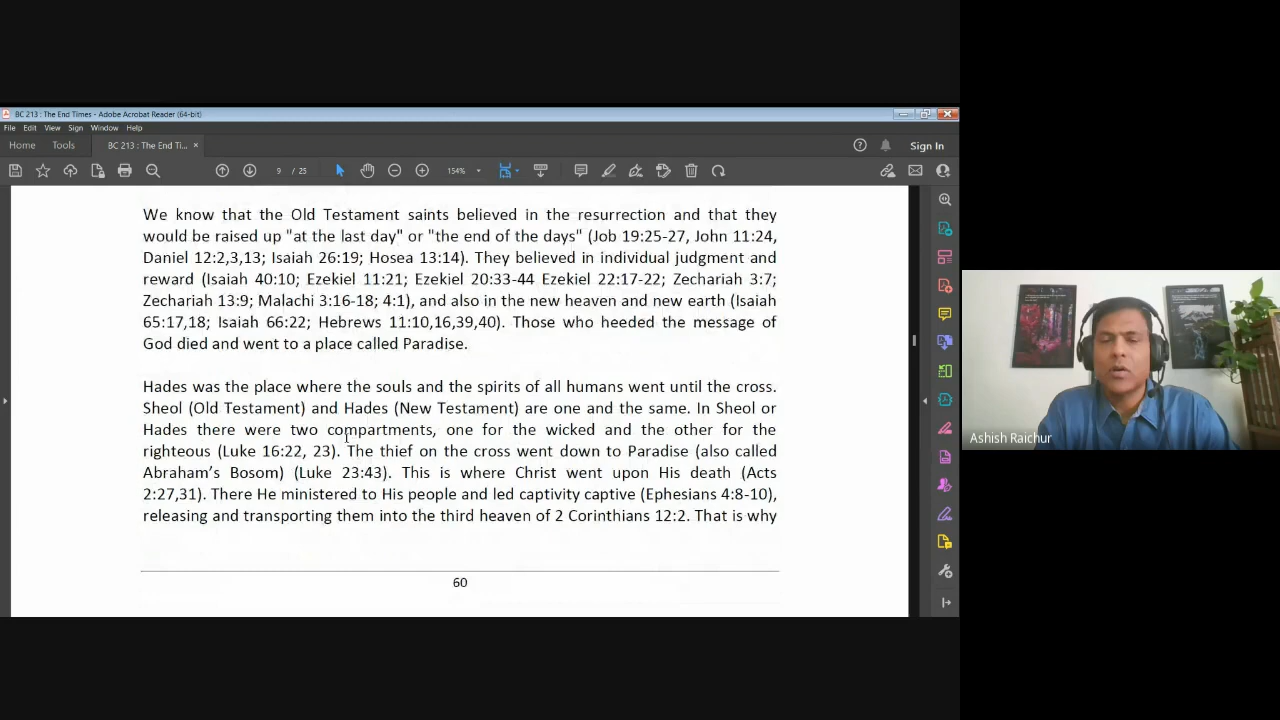 BC 213 : The End Times - Adobe Acrobat Reader (64-bit)
File Edit View Sign Window Help
Home Tools BC 213 : The End Ti... × Sign In
9 / 25 154%
We know that the Old Testament saints believed in the resurrection and that they
would be raised up "at the last day" or "the end of the days" (Job 19:25-27, John 11:24,
Daniel 12:2,3,13; Isaiah 26:19; Hosea 13:14). They believed in individual judgment and
reward (Isaiah 40:10; Ezekiel 11:21; Ezekiel 20:33-44 Ezekiel 22:17-22; Zechariah 3:7;
Zechariah 13:9; Malachi 3:16-18; 4:1), and also in the new heaven and new earth (Isaiah
65:17,18; Isaiah 66:22; Hebrews 11:10,16,39,40). Those who heeded the message of
God died and went to a place called Paradise.
Hades was the place where the souls and the spirits of all humans went until the cross.
Sheol (Old Testament) and Hades (New Testament) are one and the same. In Sheol or
Hades there were two compartments, one for the wicked and the other for the
righteous (Luke 16:22, 23). The thief on the cross went down to Paradise (also called
Abraham's Bosom) (Luke 23:43). This is where Christ went upon His death (Acts
2:27,31). There He ministered to His people and led captivity captive (Ephesians 4:8-10),
releasing and transporting them into the third heaven of 2 Corinthians 12:2. That is why
60
Ashish Raichur